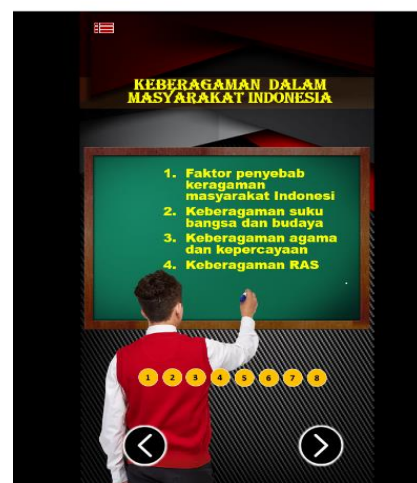 KEBERAGAMAN DALAM
MASYARAKAT INDONESIA
1. Faktor penyebab
keragaman
masyarakat Indonesi
2. Keberagaman suku
bangsa dan budaya
3. Keberagaman agama
dan kepercayaan
4. Keberagaman RAS
1 2 3 4 5 6 7 8